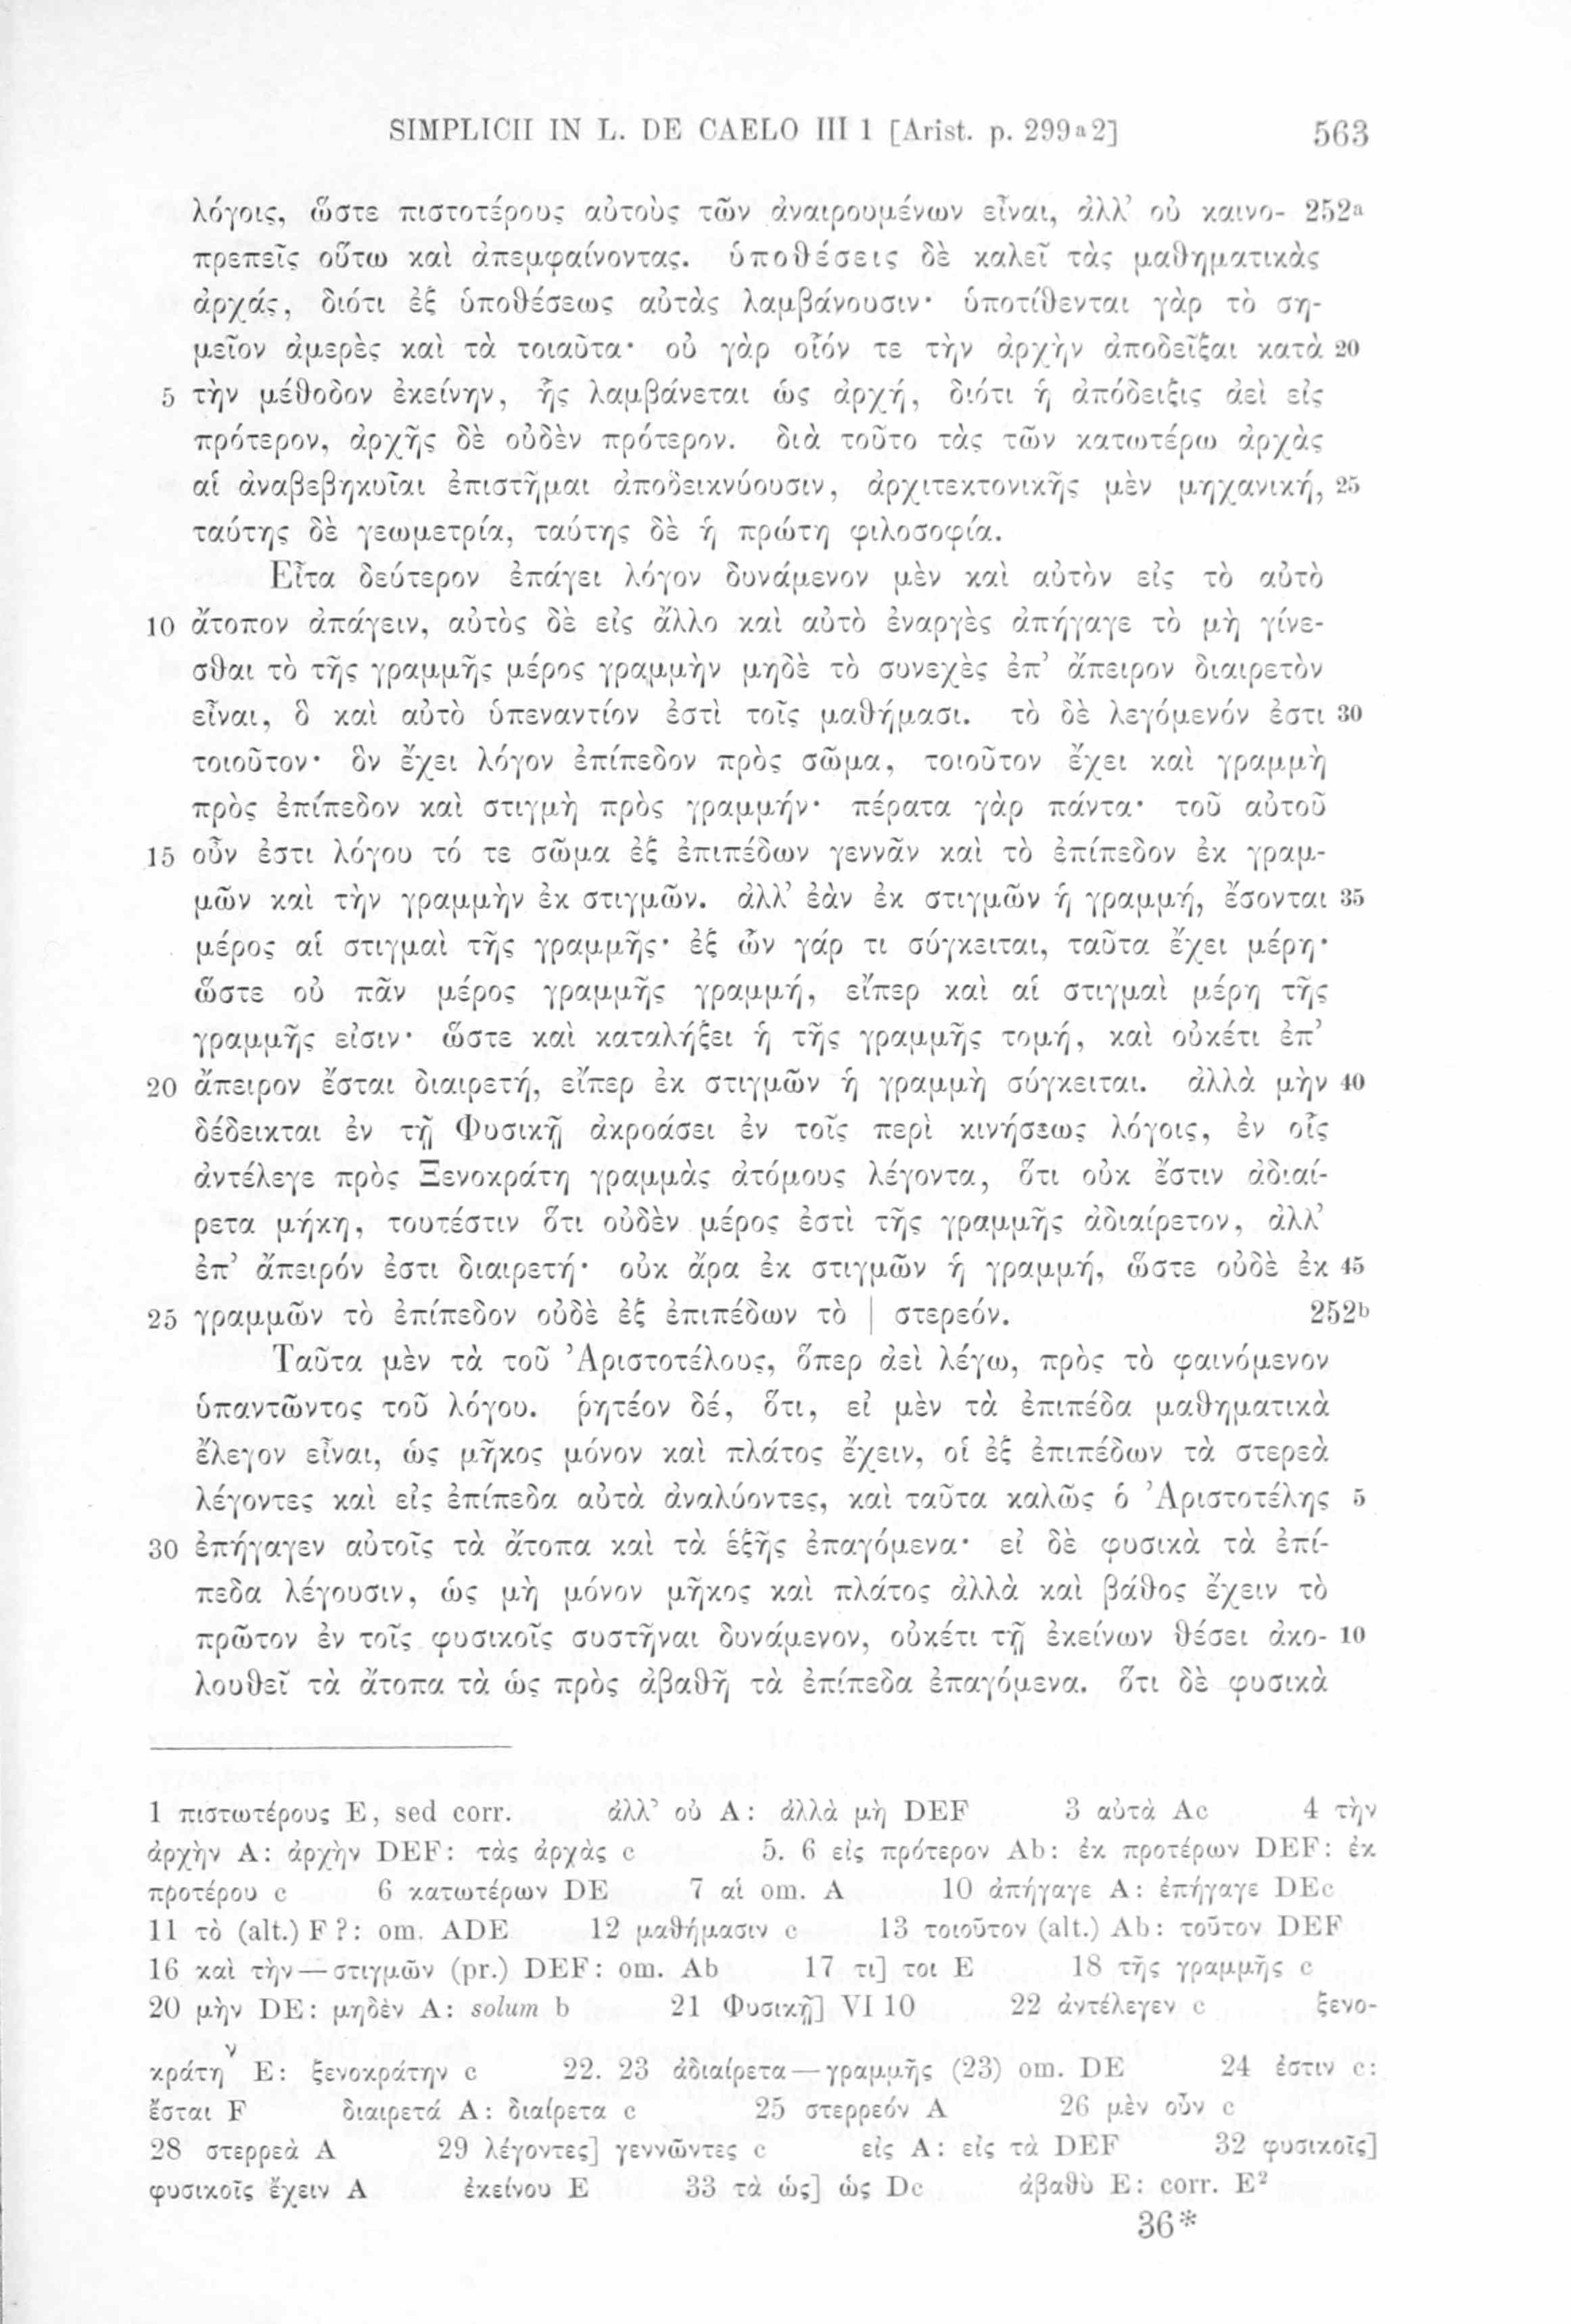 SIMPLICII IN L. DE CAELO III 1 [Arist. p. 299a2] 563
λόγοις, ὥστε πιστοτέρους αὐτοὺς τῶν ἀναιρουμένων εἶναι, ἀλλ’ οὐ καινο- 252a
πρεπεῖς οὕτω καὶ ἀπεμφαίνοντας. ὑποθέσεις δὲ καλεῖ τὰς μαθηματικὰς
ἀρχάς, διότι ἐξ ὑποθέσεως αὐτὰς λαμβάνουσιν· ὑποτίθενται γὰρ τὸ ση-
μεῖον ἀμερὲς καὶ τὰ τοιαῦτα· οὐ γὰρ οἷόν τε τὴν ἀρχὴν ἀποδεῖξαι κατὰ 20
5 τὴν μέθοδον ἐκείνην, ἧς λαμβάνεται ὡς ἀρχή, διότι ἡ ἀπόδειξις ἀεὶ εἰς
πρότερον, ἀρχῆς δὲ οὐδὲν πρότερον. διὰ τοῦτο τὰς τῶν κατωτέρω ἀρχὰς
αἱ ἀναβεβηκυῖαι ἐπιστῆμαι ἀποδεικνύουσιν, ἀρχιτεκτονικῆς μὲν μηχανική, 25
ταύτης δὲ γεωμετρία, ταύτης δὲ ἡ πρώτη φιλοσοφία.
Εἶτα δεύτερον ἐπάγει λόγον δυνάμενον μὲν καὶ αὐτὸν εἰς τὸ αὐτὸ
10 ἄτοπον ἀπάγειν, αὐτὸς δὲ εἰς ἄλλο καὶ αὐτὸ ἐναργὲς ἀπήγαγε τὸ μὴ γίνε-
σθαι τὸ τῆς γραμμῆς μέρος γραμμὴν μηδὲ τὸ συνεχὲς ἐπ’ ἄπειρον διαιρετὸν
εἶναι, ὃ καὶ αὐτὸ ὑπεναντίον ἐστὶ τοῖς μαθήμασι. τὸ δὲ λεγόμενόν ἐστι 30
τοιοῦτον· ὃν ἔχει λόγον ἐπίπεδον πρὸς σῶμα, τοιοῦτον ἔχει καὶ γραμμὴ
πρὸς ἐπίπεδον καὶ στιγμὴ πρὸς γραμμήν· πέρατα γὰρ πάντα· τοῦ αὐτοῦ
15 οὖν ἐστι λόγου τό τε σῶμα ἐξ ἐπιπέδων γεννᾶν καὶ τὸ ἐπίπεδον ἐκ γραμ-
μῶν καὶ τὴν γραμμὴν ἐκ στιγμῶν. ἀλλ’ ἐὰν ἐκ στιγμῶν ἡ γραμμή, ἔσονται 35
μέρος αἱ στιγμαὶ τῆς γραμμῆς· ἐξ ὧν γάρ τι σύγκειται, ταῦτα ἔχει μέρη·
ὥστε οὐ πᾶν μέρος γραμμῆς γραμμή, εἴπερ καὶ αἱ στιγμαὶ μέρη τῆς
γραμμῆς εἰσιν· ὥστε καὶ καταλήξει ἡ τῆς γραμμῆς τομή, καὶ οὐκέτι ἐπ’
20 ἄπειρον ἔσται διαιρετή, εἴπερ ἐκ στιγμῶν ἡ γραμμὴ σύγκειται. ἀλλὰ μὴν 40
δέδεικται ἐν τῇ Φυσικῇ ἀκροάσει ἐν τοῖς περὶ κινήσεως λόγοις, ἐν οἷς
ἀντέλεγε πρὸς Ξενοκράτη γραμμὰς ἀτόμους λέγοντα, ὅτι οὐκ ἔστιν ἀδιαί-
ρετα μήκη, τουτέστιν ὅτι οὐδὲν μέρος ἐστὶ τῆς γραμμῆς ἀδιαίρετον, ἀλλ’
ἐπ’ ἄπειρόν ἐστι διαιρετή· οὐκ ἄρα ἐκ στιγμῶν ἡ γραμμή, ὥστε οὐδὲ ἐκ 45
25 γραμμῶν τὸ ἐπίπεδον οὐδὲ ἐξ ἐπιπέδων τὸ | στερεόν. 252b
Ταῦτα μὲν τὰ τοῦ Ἀριστοτέλους, ὅπερ ἀεὶ λέγω, πρὸς τὸ φαινόμενον
ὑπαντῶντος τοῦ λόγου. ῥητέον δέ, ὅτι, εἰ μὲν τὰ ἐπιπέδα μαθηματικὰ
ἔλεγον εἶναι, ὡς μῆκος μόνον καὶ πλάτος ἔχειν, οἱ ἐξ ἐπιπέδων τὰ στερεὰ
λέγοντες καὶ εἰς ἐπίπεδα αὐτὰ ἀναλύοντες, καὶ ταῦτα καλῶς ὁ Ἀριστοτέλης 5
30 ἐπήγαγεν αὐτοῖς τὰ ἄτοπα καὶ τὰ ἑξῆς ἐπαγόμενα· εἰ δὲ φυσικὰ τὰ ἐπί-
πεδα λέγουσιν, ὡς μὴ μόνον μῆκος καὶ πλάτος ἀλλὰ καὶ βάθος ἔχειν τὸ
πρῶτον ἐν τοῖς φυσικοῖς συστῆναι δυνάμενον, οὐκέτι τῇ ἐκείνων θέσει ἀκο- 10
λουθεῖ τὰ ἄτοπα τὰ ὡς πρὸς ἀβαθῆ τὰ ἐπίπεδα ἐπαγόμενα. ὅτι δὲ φυσικὰ
1 πιστωτέρους E, sed corr. ἀλλ’ οὐ A: ἀλλὰ μὴ DEF 3 αὐτὰ Ac 4 τὴν
ἀρχὴν A: ἀρχὴν DEF: τὰς ἀρχὰς c 5. 6 εἰς πρότερον Ab: ἐκ προτέρων DEF: ἐκ
προτέρου c 6 κατωτέρων DE 7 αἱ om. A 10 ἀπήγαγε A: ἐπήγαγε DEc
11 τὸ (alt.) F?: om. ADE 12 μαθήμασιν c 13 τοιοῦτον (alt.) Ab: τοῦτον DEF
16 καὶ τὴν—στιγμῶν (pr.) DEF: om. Ab 17 τι] τοι E 18 τῆς γραμμῆς c
20 μὴν DE: μηδὲν A: solum b 21 Φυσικῇ] VI 10 22 ἀντέλεγεν c ξενο-
κράτηͮ E: ξενοκράτην c 22. 23 ἀδιαίρετα—γραμμῆς (23) om. DE 24 ἐστιν c:
ἔσται F διαιρετά A: διαίρετα c 25 στερρεόν A 26 μὲν οὖν c
28 στερρεὰ A 29 λέγοντες] γεννῶντες c εἰς A: εἰς τὰ DEF 32 φυσικοῖς]
φυσικοῖς ἔχειν A ἐκείνου E 33 τὰ ὡς] ὡς Dc ἀβαθὺ E: corr. E²
36*